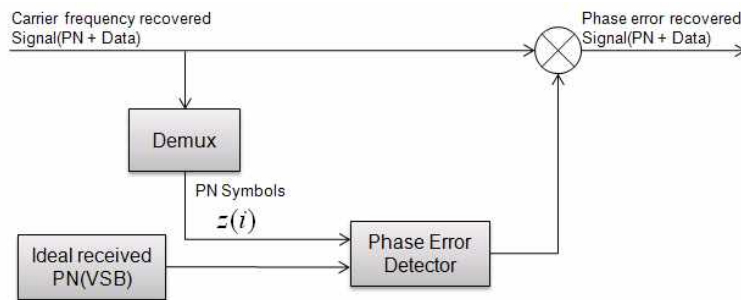 Carrier frequency recovered
Signal(PN + Data)
Phase error recovered
Signal(PN + Data)
Demux
PN Symbols
z(i)
Ideal received
PN(VSB)
Phase Error
Detector